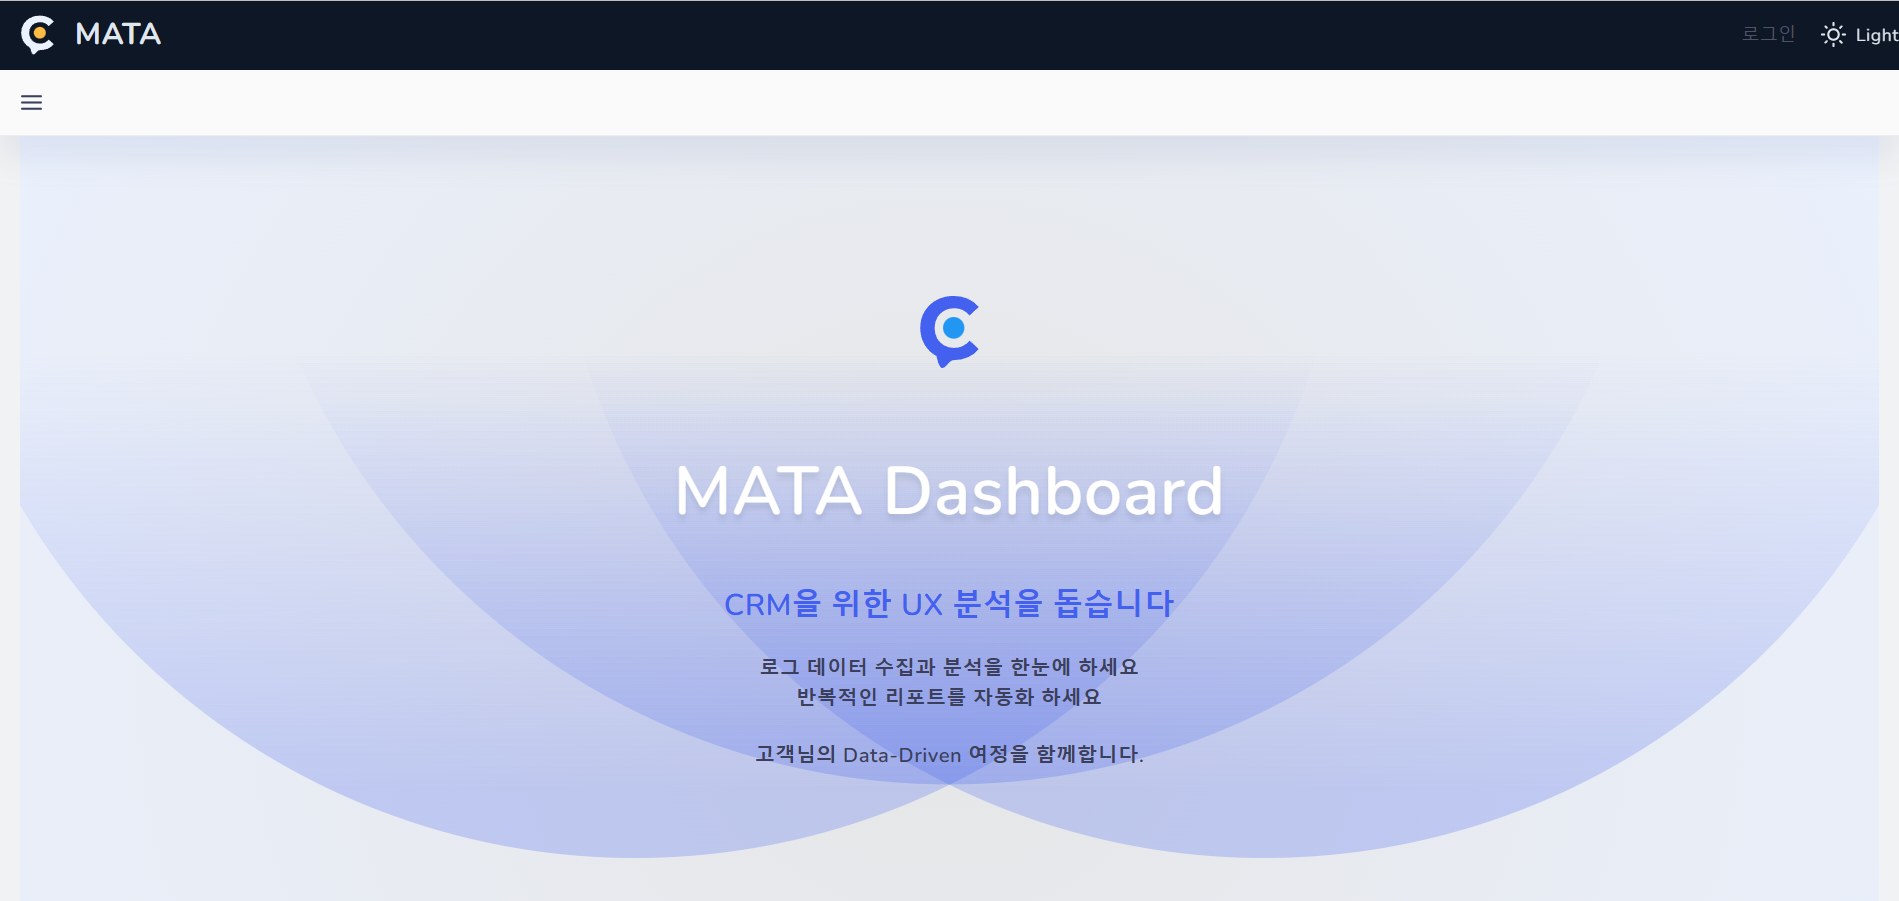 MATA
로그인
Light
MATA Dashboard
CRM을 위한 UX 분석을 돕습니다
로그 데이터 수집과 분석을 한눈에 하세요
반복적인 리포트를 자동화 하세요
고객님의 Data-Driven 여정을 함께합니다.